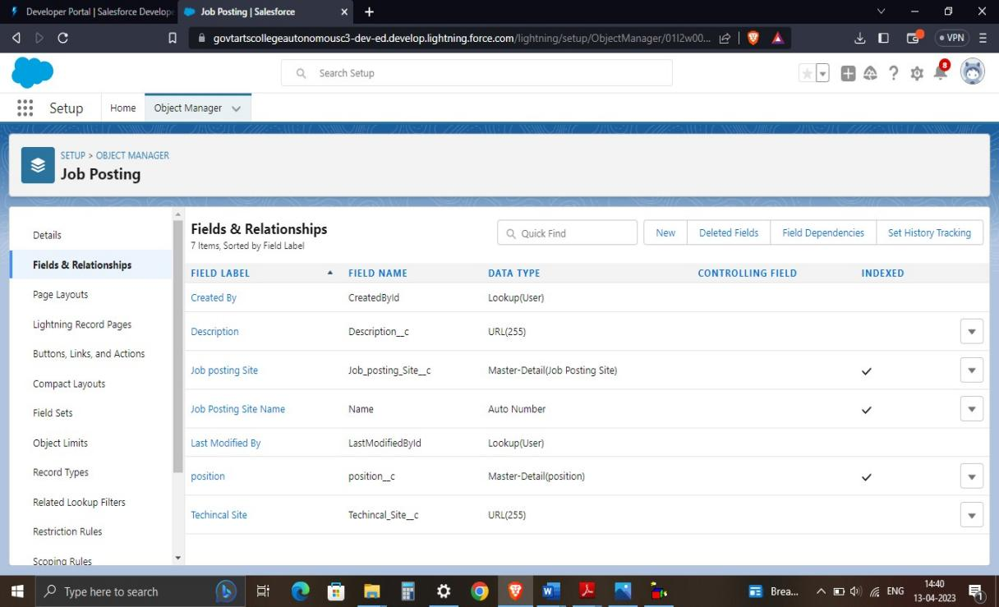 Developer Portal | Salesforce Develope
Job Posting | Salesforce
govtartscollegeautonomousc3-dev-ed.develop.lightning.force.com/lightning/setup/ObjectManager/01I2w00...
VPN
Search Setup
8
Setup
Home
Object Manager
SETUP > OBJECT MANAGER
Job Posting
Details
Fields & Relationships
Page Layouts
Lightning Record Pages
Buttons, Links, and Actions
Compact Layouts
Field Sets
Object Limits
Record Types
Related Lookup Filters
Restriction Rules
Scoping Rules
Fields & Relationships
7 Items, Sorted by Field Label
Quick Find
New
Deleted Fields
Field Dependencies
Set History Tracking
FIELD LABEL FIELD NAME DATA TYPE CONTROLLING FIELD INDEXED
Created By CreatedById Lookup(User)
Description Description__c URL(255)
Job posting Site Job_posting_Site__c Master-Detail(Job Posting Site)
Job Posting Site Name Name Auto Number
Last Modified By LastModifiedById Lookup(User)
position position__c Master-Detail(position)
Techincal Site Techincal_Site__c URL(255)
Type here to search
Brea...
ENG
14:40
13-04-2023
1